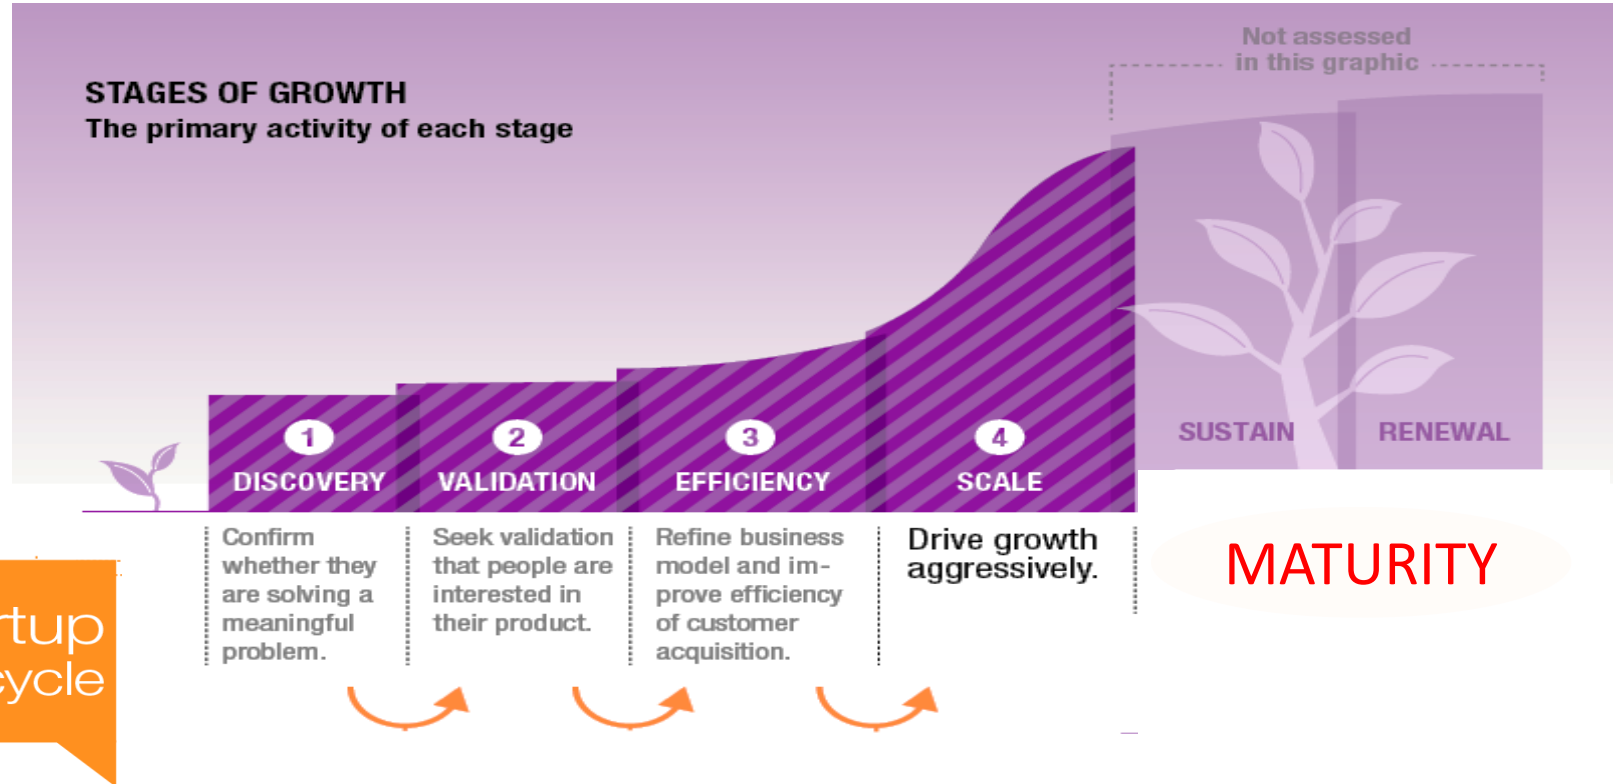 Not assessed
in this graphic
STAGES OF GROWTH
The primary activity of each stage
1
DISCOVERY
2
VALIDATION
3
EFFICIENCY
4
SCALE
SUSTAIN
RENEWAL
Confirm
whether they
are solving a
meaningful
problem.
Seek validation
that people are
interested in
their product.
Refine business
model and im-
prove efficiency
of customer
acquisition.
Drive growth
aggressively.
MATURITY
rtup
cycle